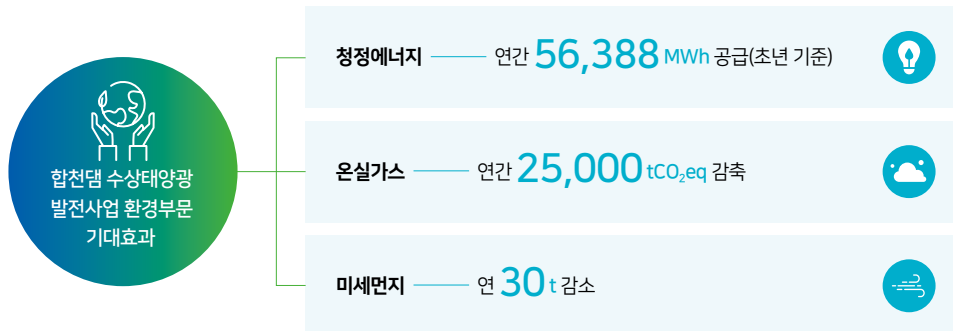 합천댐 수상태양광
발전사업 환경부문
기대효과
청정에너지 연간 56,388 MWh 공급(초년 기준)
온실가스 연간 25,000 tCO₂eq 감축
미세먼지 연 30 t 감소